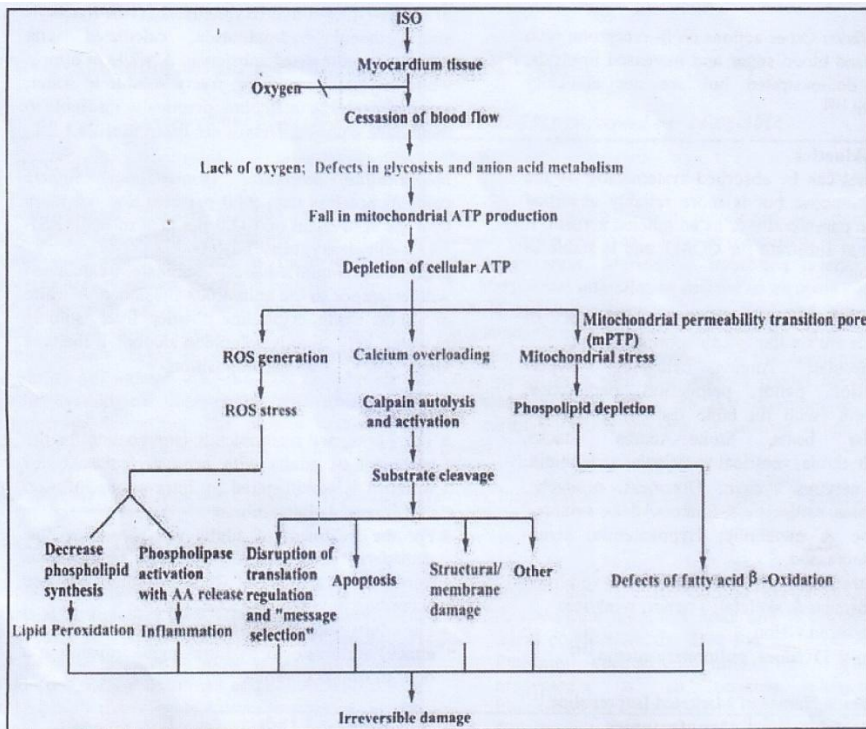 ISO
Myocardium tissue
Oxygen
Cessasion of blood flow
Lack of oxygen; Defects in glycosisis and anion acid metabolism
Fall in mitochondrial ATP production
Depletion of cellular ATP
Mitochondrial permeability transition pore
(mPTP)
ROS generation
Calcium overloading
Mitochondrial stress
ROS stress
Calpain autolysis
and activation
Phospolipid depletion
Substrate cleavage
Decrease
phospholipid
synthesis
Phospholipase
activation
with AA release
Disruption of
translation
regulation
and "message
selection"
Apoptosis
Structural/
membrane
damage
Other
Defects of fatty acid β-Oxidation
Lipid Peroxidation
Inflammation
Irreversible damage